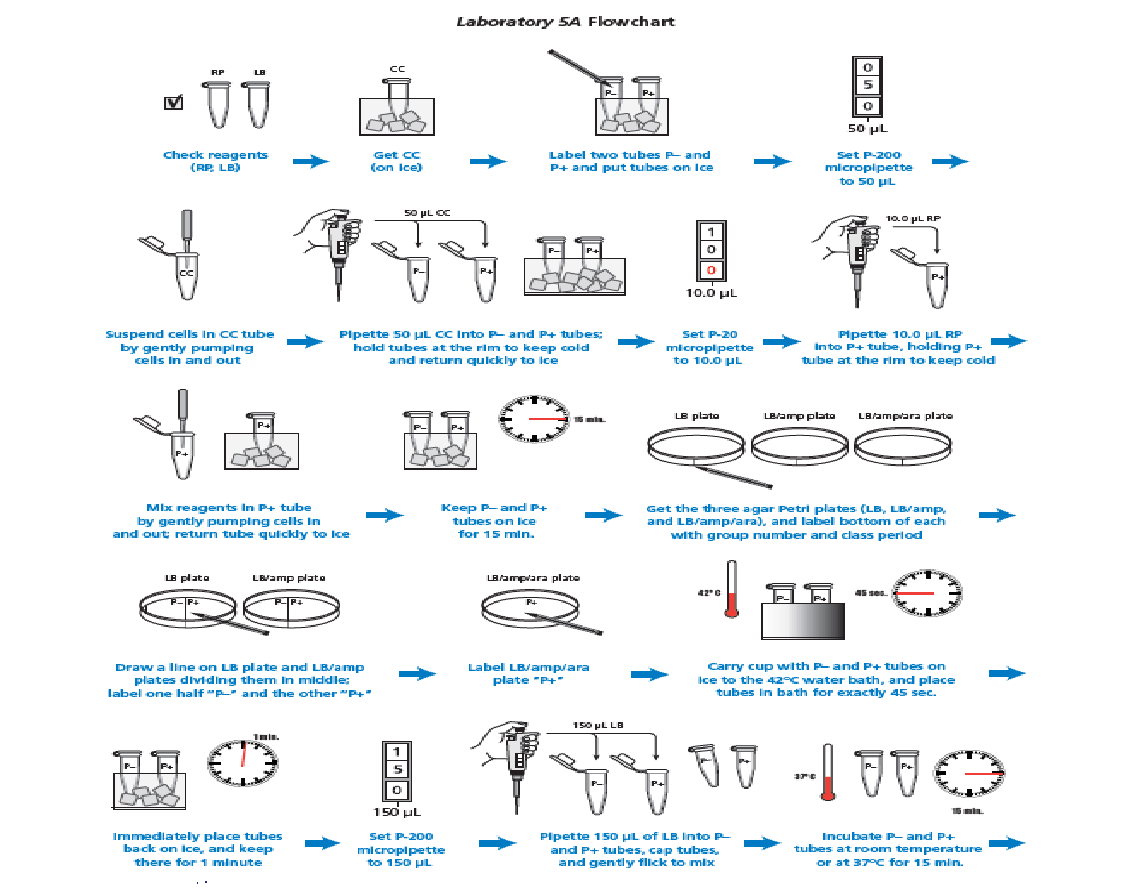 Laboratory 5A Flowchart
RP LB
CC
P– P+
0
5
0
50 µL
Check reagents
(RP, LB)
Get CC
(on ice)
Label two tubes P– and
P+ and put tubes on ice
Set P-200
micropipette
to 50 µL
CC
50 µL CC
P– P+
P– P+
1
0
0
10.0 µL
10.0 µL RP
P+
Suspend cells in CC tube
by gently pumping
cells in and out
Pipette 50 µL CC into P– and P+ tubes;
hold tubes at the rim to keep cold
and return quickly to ice
Set P-20
micropipette
to 10.0 µL
Pipette 10.0 µL RP
into P+ tube, holding P+
tube at the rim to keep cold
P+
P+
P– P+
15 min.
LB plate
LB/amp plate
LB/amp/ara plate
Mix reagents in P+ tube
by gently pumping cells in
and out; return tube quickly to ice
Keep P– and P+
tubes on ice
for 15 min.
Get the three agar Petri plates (LB, LB/amp,
and LB/amp/ara), and label bottom of each
with group number and class period
LB plate
P– P+
LB/amp plate
P– P+
LB/amp/ara plate
P+
42° C
P– P+
45 sec.
Draw a line on LB plate and LB/amp
plates dividing them in middle;
label one half "P–" and the other "P+"
Label LB/amp/ara
plate "P+"
Carry cup with P– and P+ tubes on
ice to the 42°C water bath, and place
tubes in bath for exactly 45 sec.
P– P+
1 min.
1
5
0
150 µL
150 µL LB
P– P+
P– P+
37° C
P– P+
15 min.
Immediately place tubes
back on ice, and keep
there for 1 minute
Set P-200
micropipette
to 150 µL
Pipette 150 µL of LB into P–
and P+ tubes, cap tubes,
and gently flick to mix
Incubate P– and P+
tubes at room temperature
or at 37°C for 15 min.